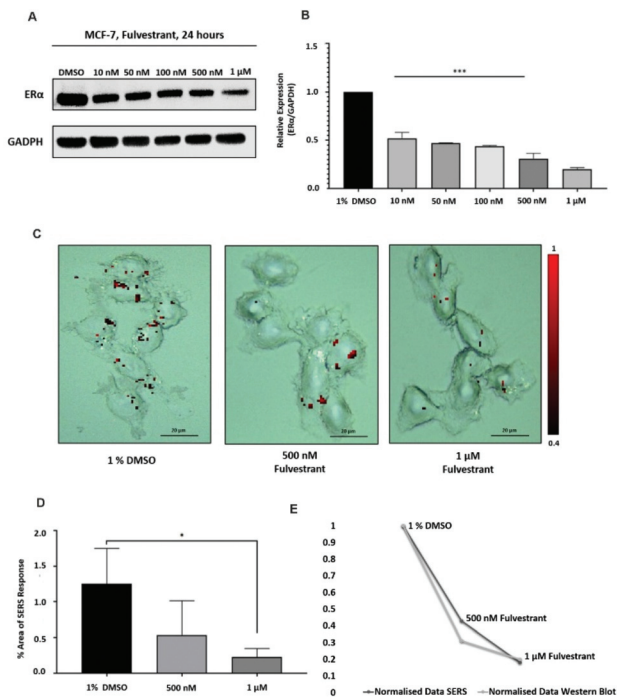 A
MCF-7, Fulvestrant, 24 hours
DMSO 10 nM 50 nM 100 nM 500 nM 1 µM
ERα
GADPH
B
Relative Expression
(ERα/GAPDH)
1.5
1.0
0.5
0.0
***
1% DMSO 10 nM 50 nM 100 nM 500 nM 1 µM
C
20 µm
20 µm
20 µm
1
0.4
1 % DMSO
500 nM
Fulvestrant
1 µM
Fulvestrant
D
% Area of SERS Response
2.0
1.5
1.0
0.5
0.0
*
1% DMSO 500 nM 1 µM
E
1
0.9
0.8
0.7
0.6
0.5
0.4
0.3
0.2
0.1
0
1 % DMSO
500 nM Fulvestrant
1 µM Fulvestrant
Normalised Data SERS Normalised Data Western Blot